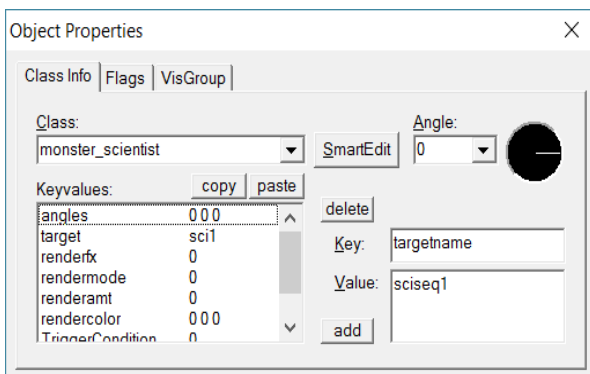 Object Properties
Class Info Flags VisGroup
Class: Angle:
monster_scientist SmartEdit 0
Keyvalues: copy paste
angles 0 0 0
target sci1
renderfx 0
rendermode 0
renderamt 0
rendercolor 0 0 0
TriggerCondition 0
delete
Key: targetname
Value: sciseq1
add